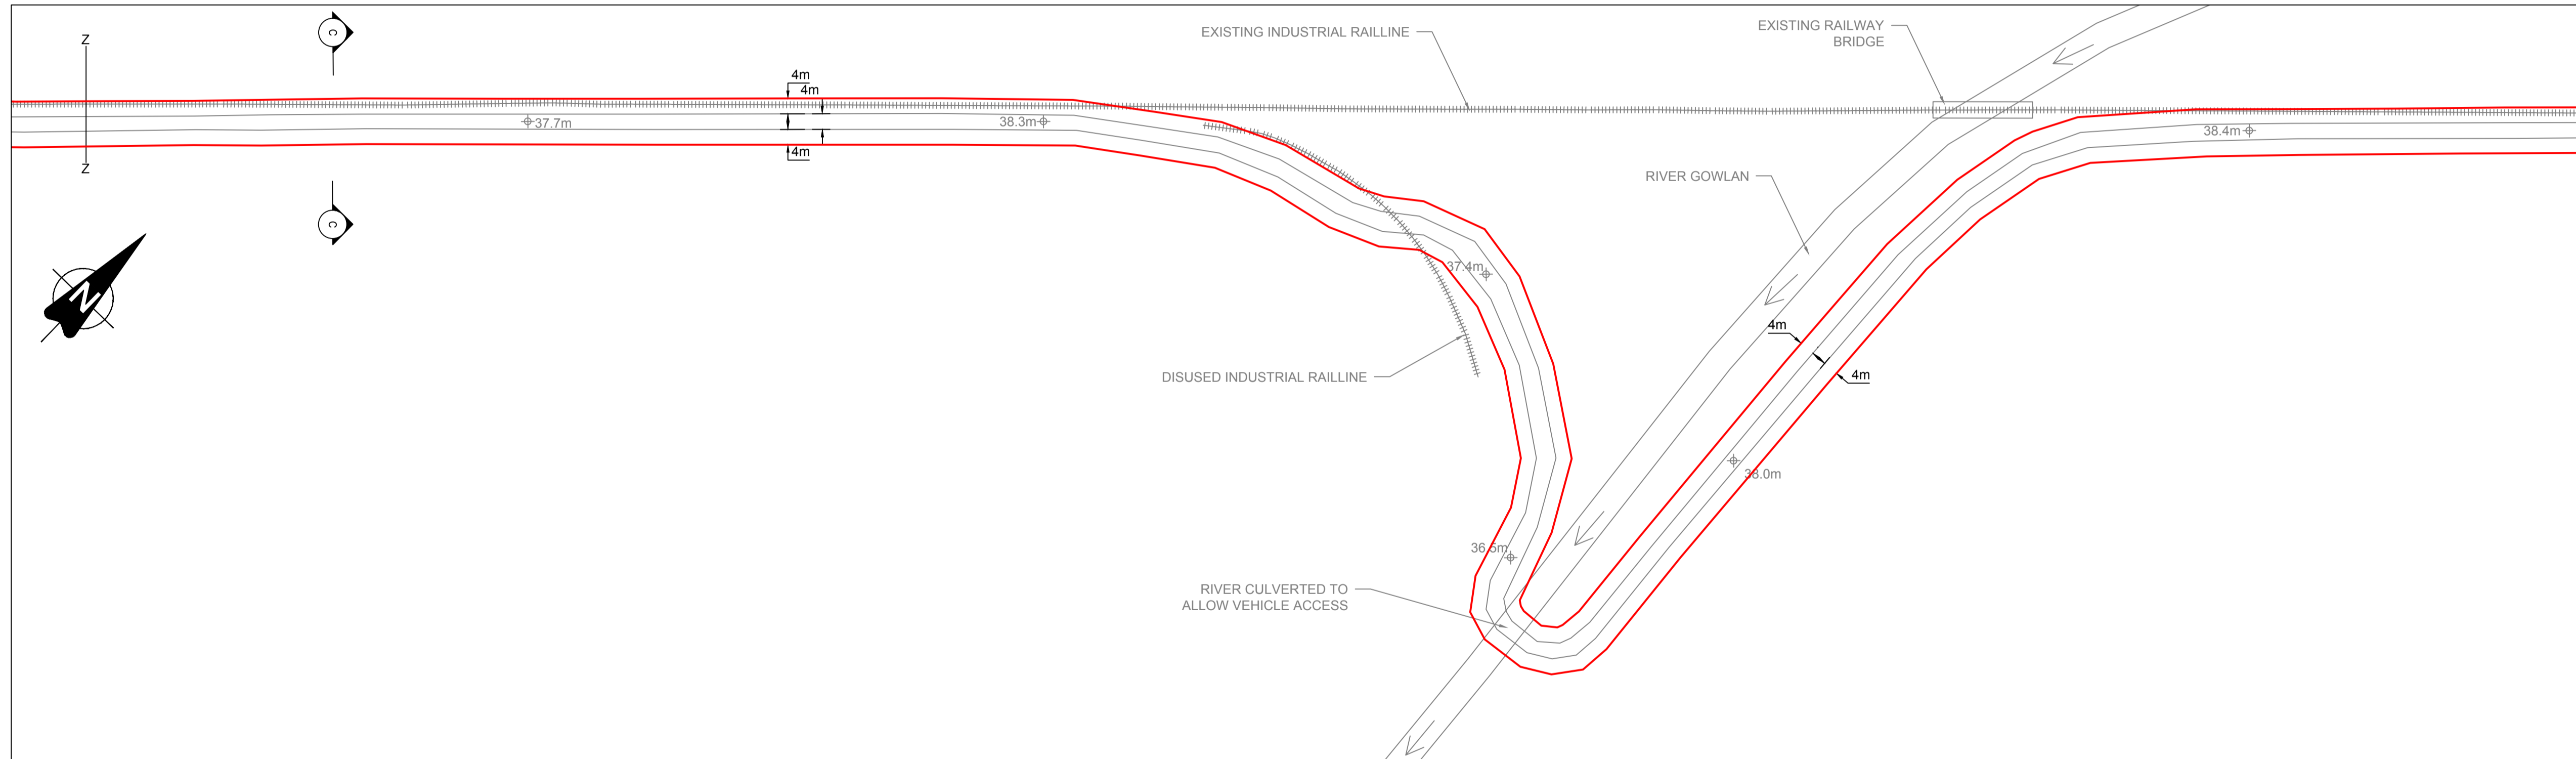 Z
C
EXISTING INDUSTRIAL RAILLINE
EXISTING RAILWAY
BRIDGE
4m
4m
37.7m
38.3m
38.4m
4m
Z
RIVER GOWLAN
C
N
37.4m
4m
DISUSED INDUSTRIAL RAILLINE
4m
38.0m
36.5m
RIVER CULVERTED TO
ALLOW VEHICLE ACCESS